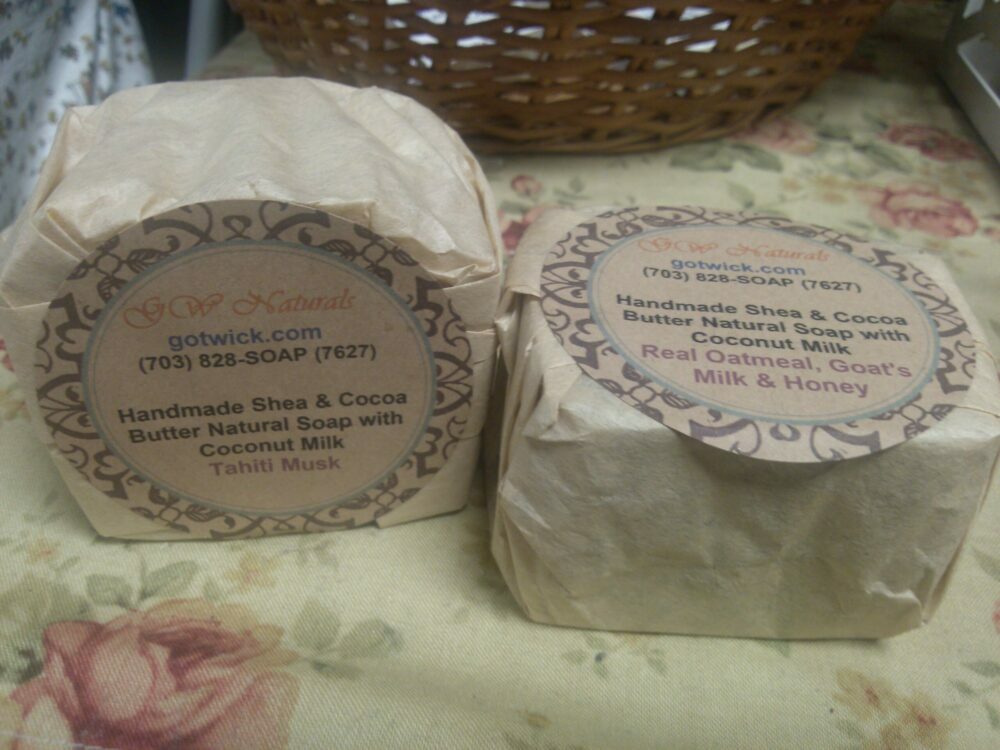 GW Naturals
gotwick.com
(703) 828-SOAP (7627)
Handmade Shea & Cocoa
Butter Natural Soap with
Coconut Milk
Tahiti Musk
GW Naturals
gotwick.com
(703) 828-SOAP (7627)
Handmade Shea & Cocoa
Butter Natural Soap with
Coconut Milk
Real Oatmeal, Goat's
Milk & Honey